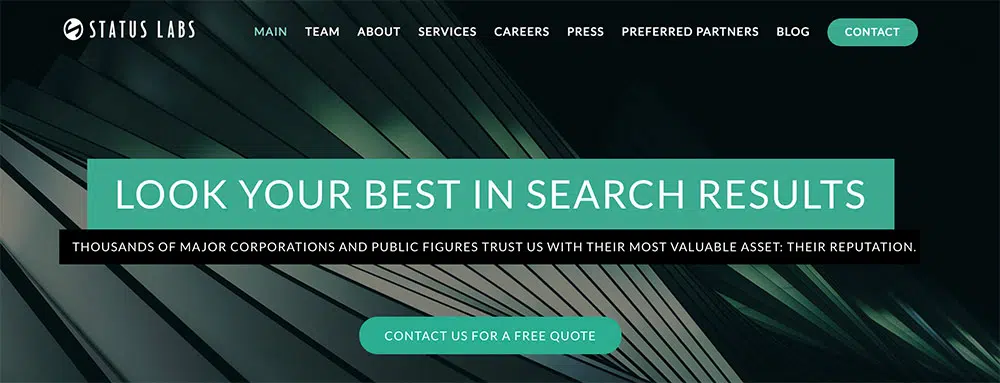 STATUS LABS
MAIN TEAM ABOUT SERVICES CAREERS PRESS PREFERRED PARTNERS BLOG CONTACT
LOOK YOUR BEST IN SEARCH RESULTS
THOUSANDS OF MAJOR CORPORATIONS AND PUBLIC FIGURES TRUST US WITH THEIR MOST VALUABLE ASSET: THEIR REPUTATION.
CONTACT US FOR A FREE QUOTE